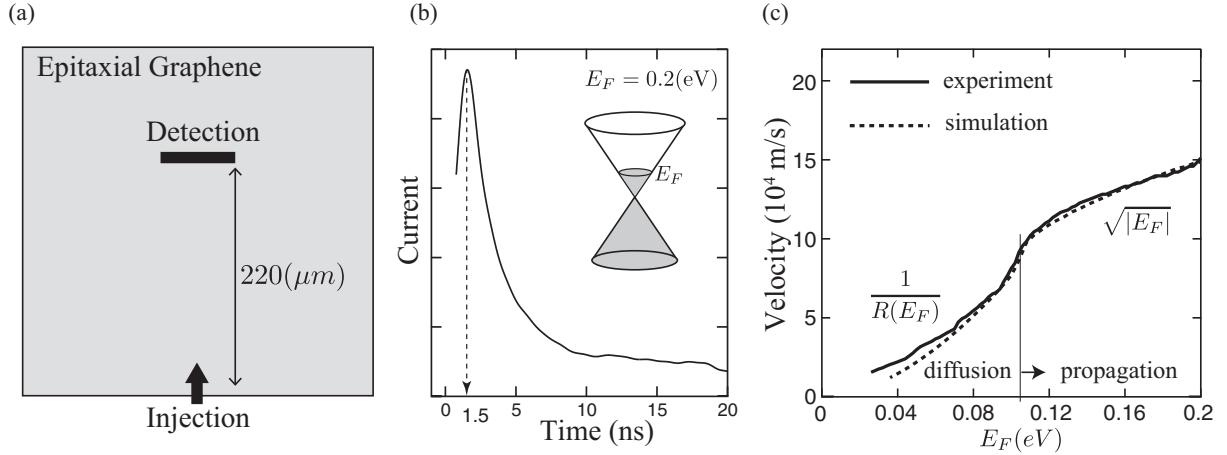 (a)
Epitaxial Graphene
Detection
220(μm)
Injection
(b)
E_F = 0.2(eV)
E_F
Current
0
1.5
5
10
15
20
Time (ns)
(c)
experiment
simulation
√|E_F|
1/R(E_F)
diffusion
propagation
Velocity (10⁴ m/s)
20
15
10
5
0
0
0.04
0.08
0.12
0.16
0.2
E_F(eV)